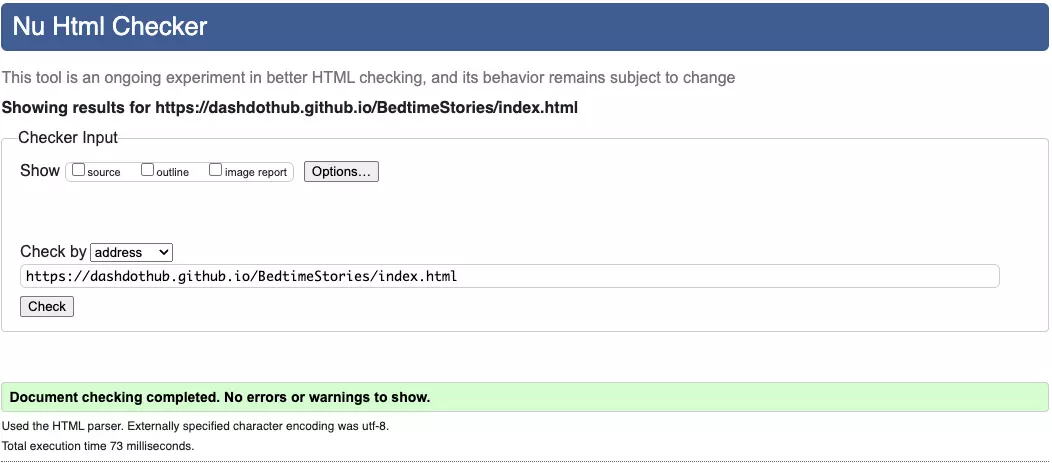 Nu Html Checker
This tool is an ongoing experiment in better HTML checking, and its behavior remains subject to change
Showing results for https://dashdothub.github.io/BedtimeStories/index.html
Checker Input
Show source outline image report Options...
Check by address
https://dashdothub.github.io/BedtimeStories/index.html
Check
Document checking completed. No errors or warnings to show.
Used the HTML parser. Externally specified character encoding was utf-8.
Total execution time 73 milliseconds.